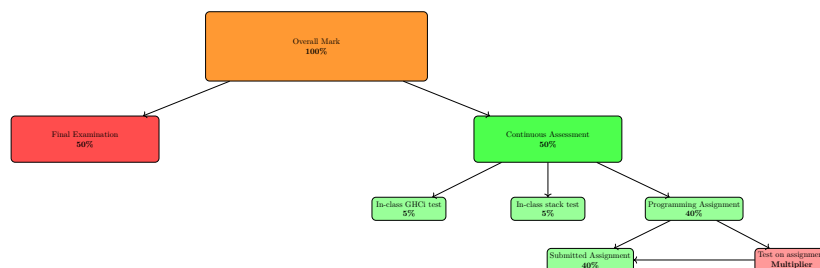 Overall Mark
100%
Final Examination
50%
Continuous Assessment
50%
In-class GHCi test
5%
In-class stack test
5%
Programming Assignment
40%
Submitted Assignment
40%
Test on assignment
Multiplier